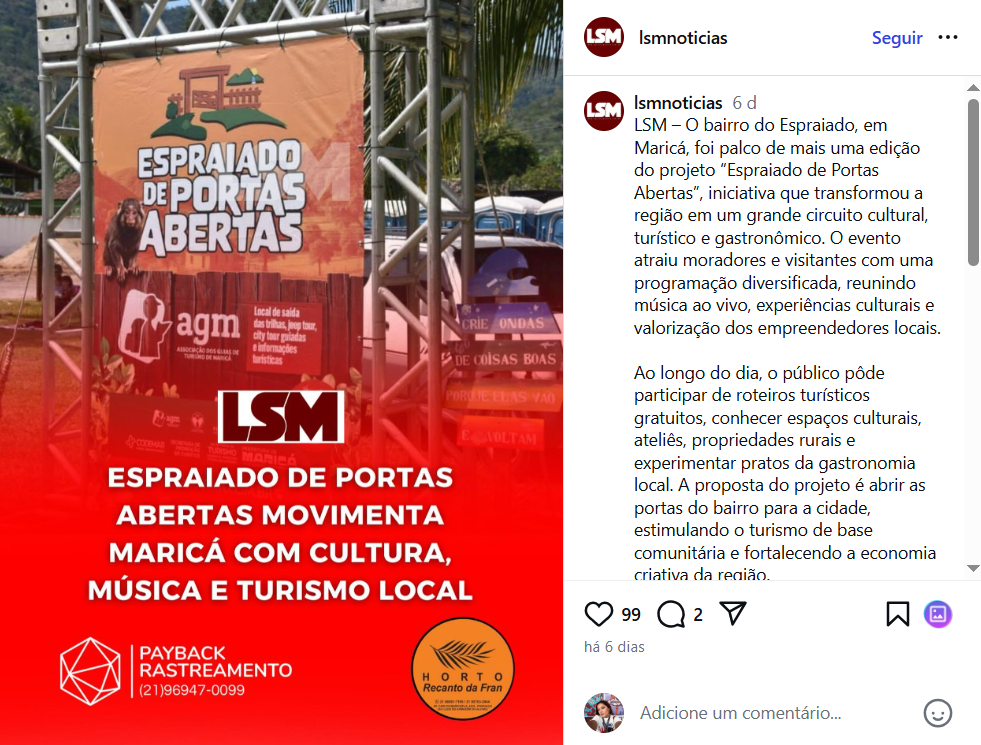 ESPRAIADO
DE PORTAS
ABERTAS
agm
ASSOCIAÇÃO DOS GUIAS DE
TURISMO DE MARICÁ
Local de saída
das trilhas, jeep tour,
city tour guiadas
e informações
turísticas
CRIE ONDAS
DE COISAS BOAS
PORQUE ELAS VÃO
E VOLTAM
agm
LSM
ESPRAIADO DE PORTAS
ABERTAS MOVIMENTA
MARICÁ COM CULTURA,
MÚSICA E TURISMO LOCAL
PAYBACK
RASTREAMENTO
(21)96947-0099
HORTO
Recanto da Fran
LSM
lsmnoticias
Seguir
LSM
lsmnoticias 6 d
LSM – O bairro do Espraiado, em
Maricá, foi palco de mais uma edição
do projeto “Espraiado de Portas
Abertas”, iniciativa que transformou a
região em um grande circuito cultural,
turístico e gastronômico. O evento
atraiu moradores e visitantes com uma
programação diversificada, reunindo
música ao vivo, experiências culturais e
valorização dos empreendedores locais.
Ao longo do dia, o público pôde
participar de roteiros turísticos
gratuitos, conhecer espaços culturais,
ateliês, propriedades rurais e
experimentar pratos da gastronomia
local. A proposta do projeto é abrir as
portas do bairro para a cidade,
estimulando o turismo de base
comunitária e fortalecendo a economia
criativa da região.
99
2
há 6 dias
Adicione um comentário...